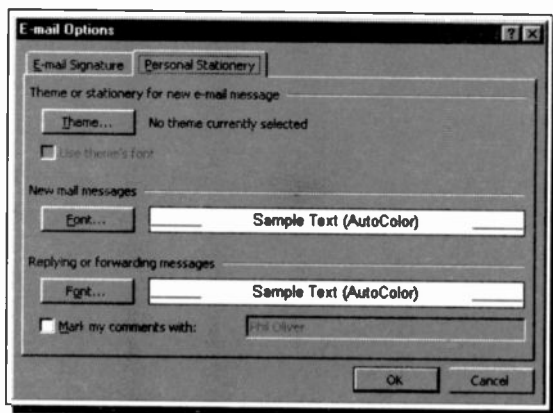 E-mail Options
E-mail Signature
Personal Stationery
Theme or stationery for new e-mail message
Theme...
No theme currently selected
Use theme's font
New mail messages
Font...
Sample Text (AutoColor)
Replying or forwarding messages
Font...
Sample Text (AutoColor)
Mark my comments with:
Phil Oliver
OK
Cancel